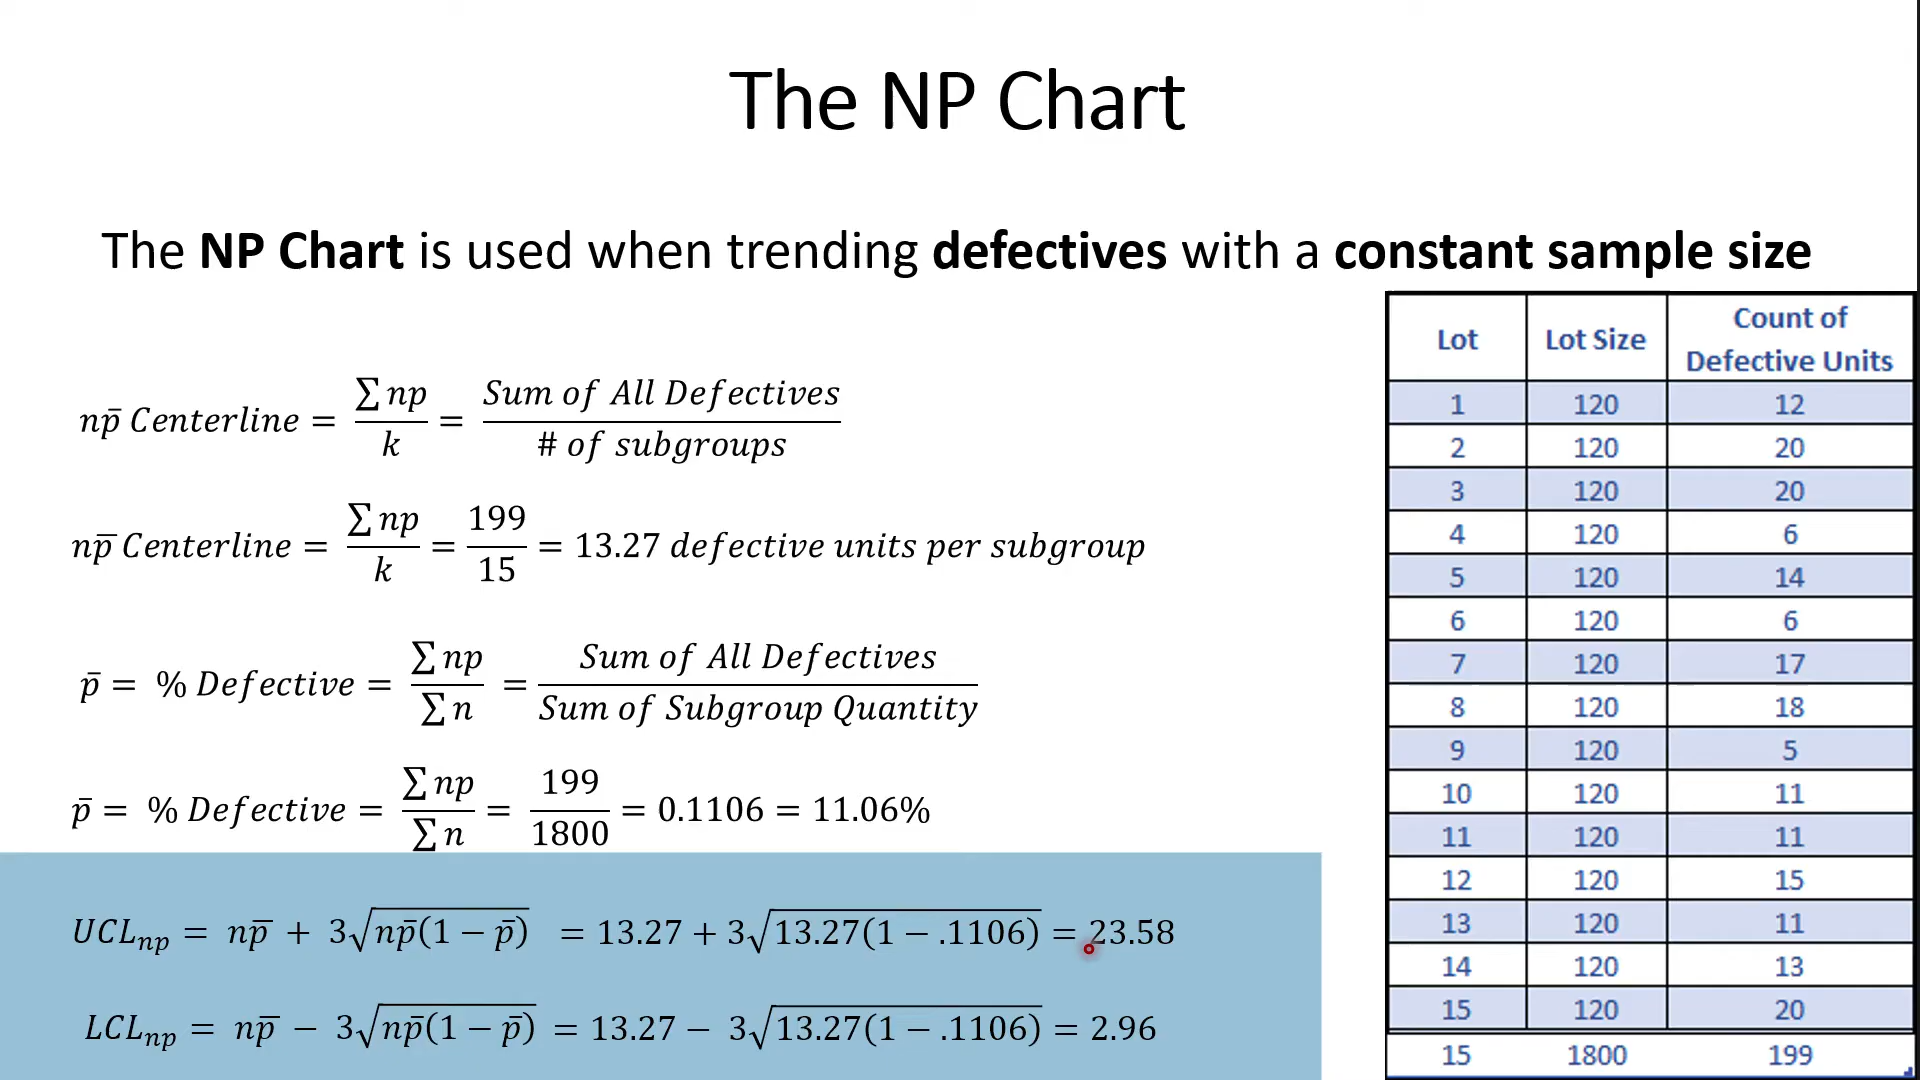 The NP Chart
The NP Chart is used when trending defectives with a constant sample size
np̄ Centerline = ∑np / k = Sum of All Defectives / # of subgroups
np̄ Centerline = ∑np / k = 199 / 15 = 13.27 defective units per subgroup
p̄ = % Defective = ∑np / ∑n = Sum of All Defectives / Sum of Subgroup Quantity
p̄ = % Defective = ∑np / ∑n = 199 / 1800 = 0.1106 = 11.06%
UCLnp = np̄ + 3√np̄(1 − p̄) = 13.27 + 3√13.27(1 − .1106) = 23.58
LCLnp = np̄ − 3√np̄(1 − p̄) = 13.27 − 3√13.27(1 − .1106) = 2.96
Lot Lot Size Count of Defective Units
1 120 12
2 120 20
3 120 20
4 120 6
5 120 14
6 120 6
7 120 17
8 120 18
9 120 5
10 120 11
11 120 11
12 120 15
13 120 11
14 120 13
15 120 20
15 1800 199